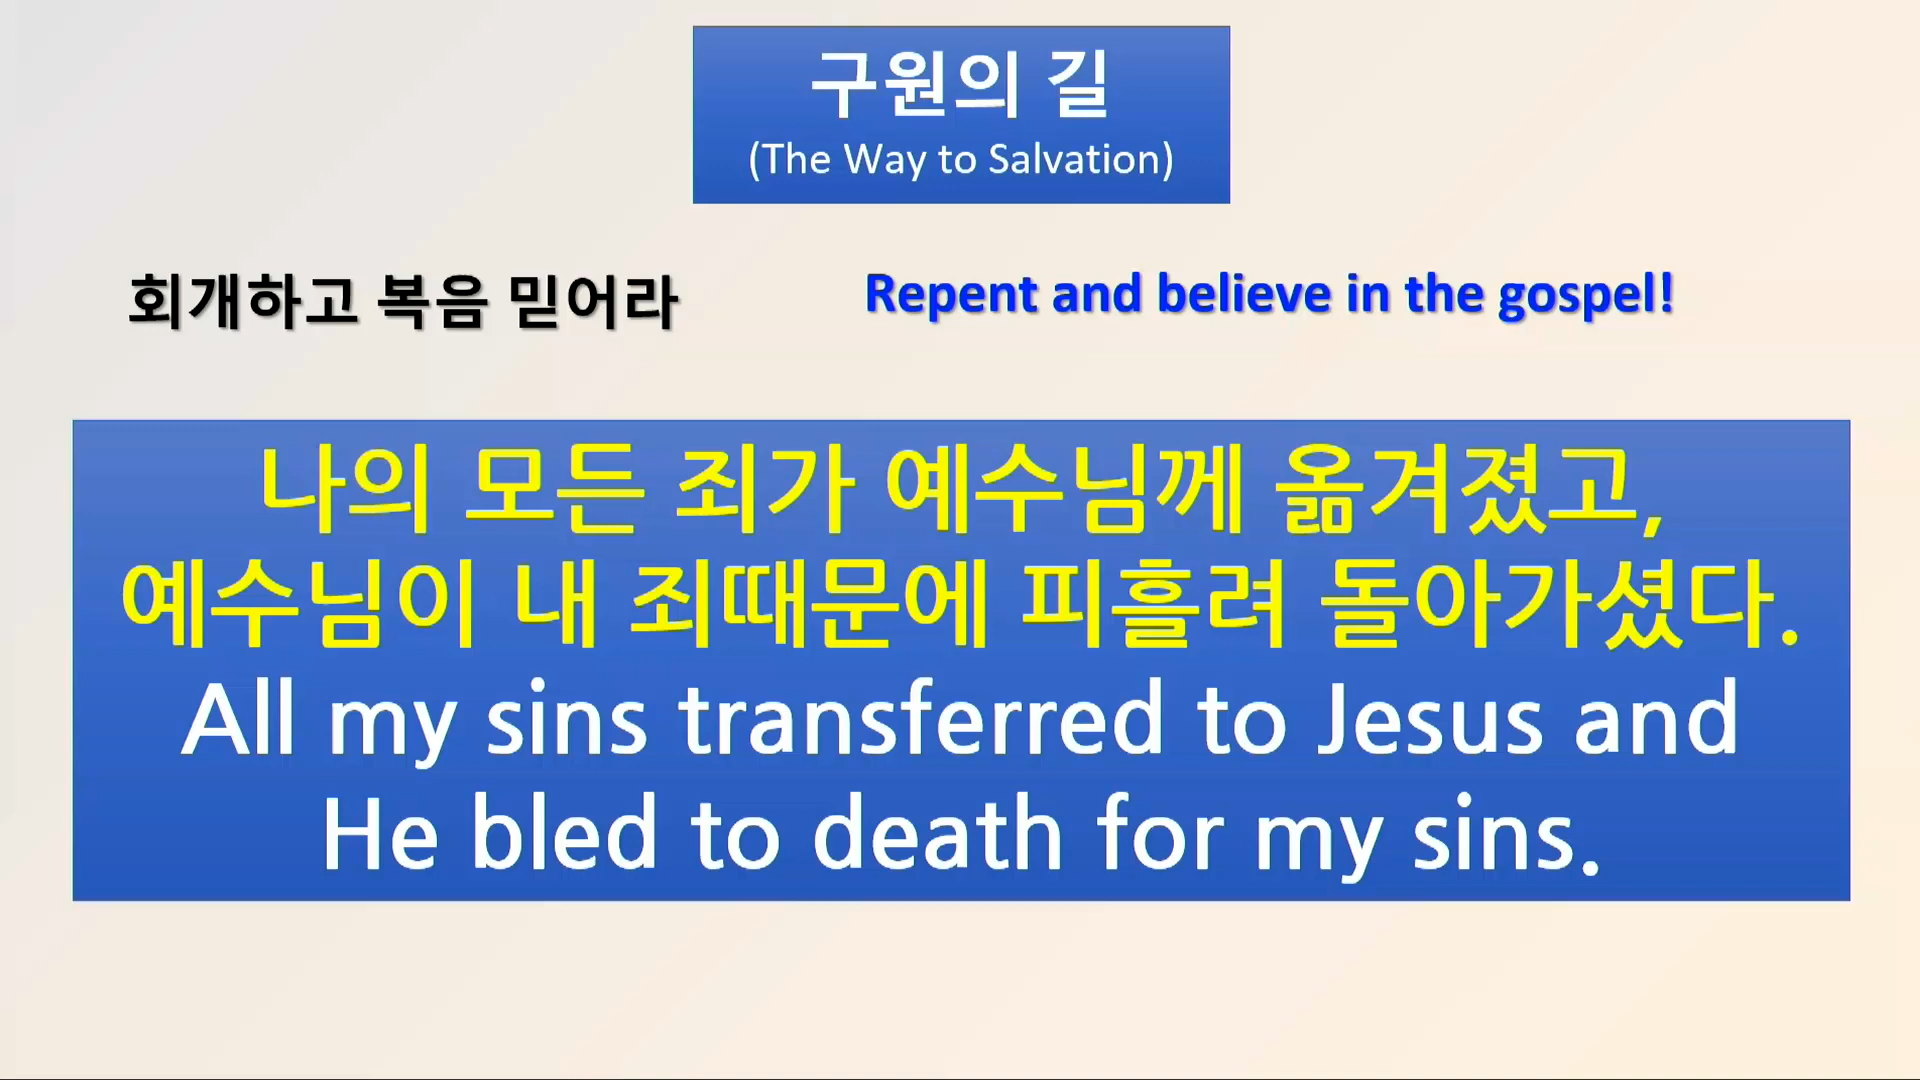 구원의 길
(The Way to Salvation)
회개하고 복음 믿어라
Repent and believe in the gospel!
나의 모든 죄가 예수님께 옮겨졌고,
예수님이 내 죄때문에 피흘려 돌아가셨다.
All my sins transferred to Jesus and
He bled to death for my sins.